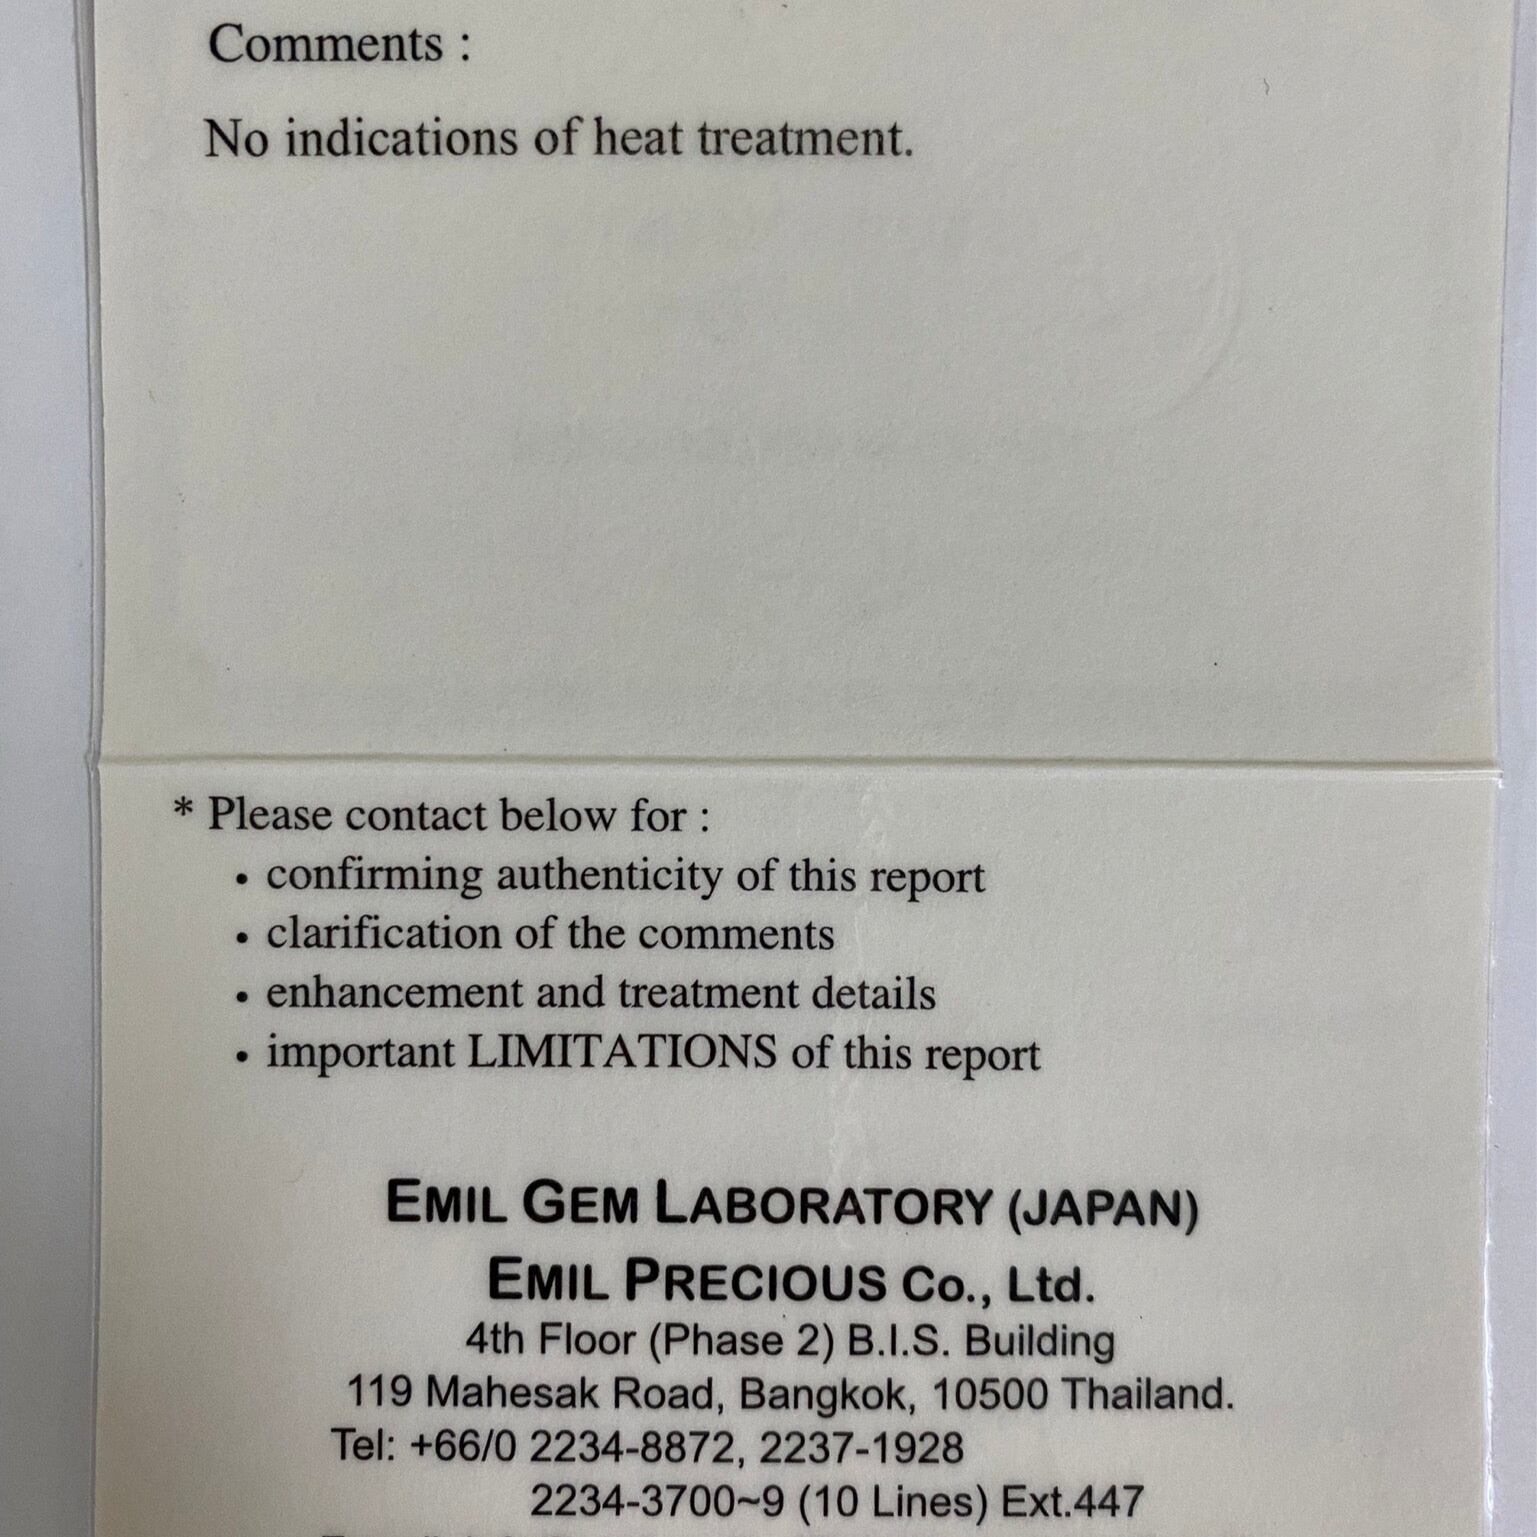 Comments :
No indications of heat treatment.
* Please contact below for :
• confirming authenticity of this report
• clarification of the comments
• enhancement and treatment details
• important LIMITATIONS of this report
EMIL GEM LABORATORY (JAPAN)
EMIL PRECIOUS Co., Ltd.
4th Floor (Phase 2) B.I.S. Building
119 Mahesak Road, Bangkok, 10500 Thailand.
Tel: +66/0 2234-8872, 2237-1928
2234-3700~9 (10 Lines) Ext.447